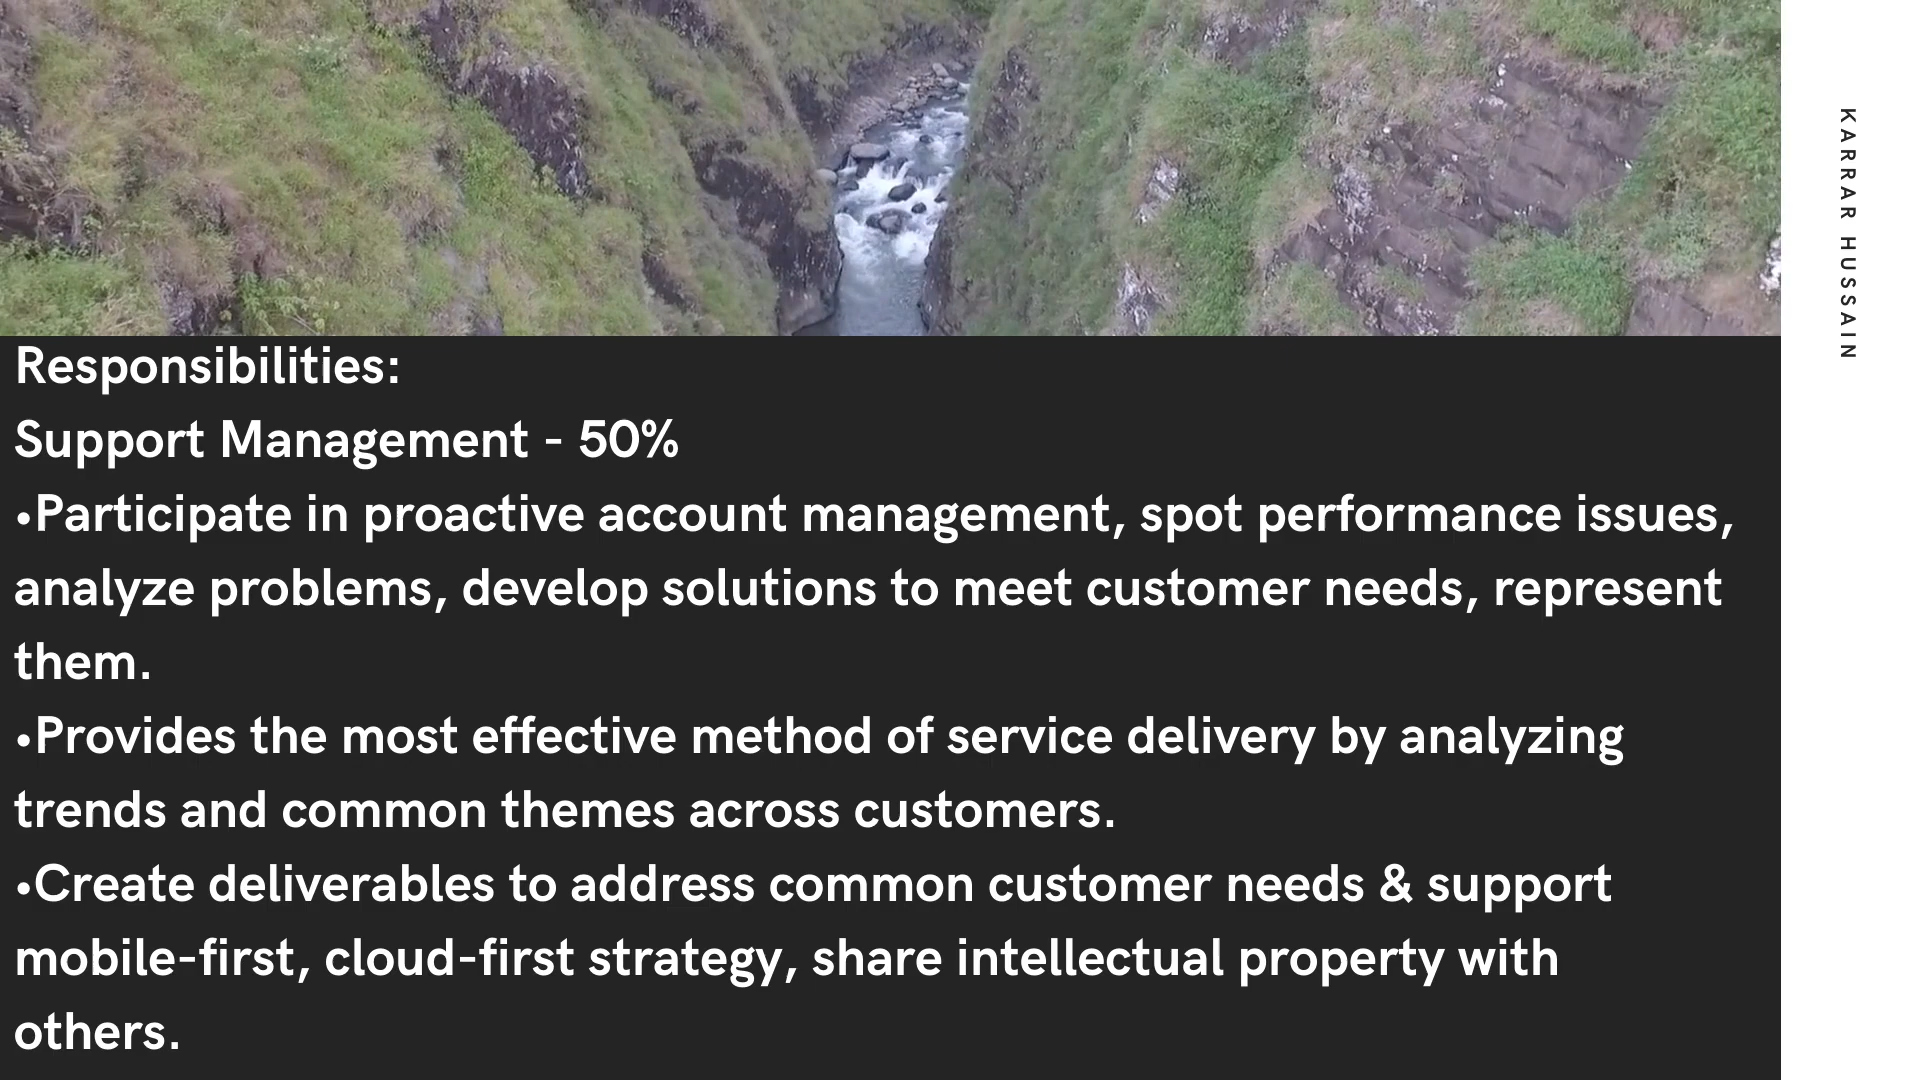 Responsibilities:
Support Management - 50%
•Participate in proactive account management, spot performance issues,
analyze problems, develop solutions to meet customer needs, represent
them.
•Provides the most effective method of service delivery by analyzing
trends and common themes across customers.
•Create deliverables to address common customer needs & support
mobile-first, cloud-first strategy, share intellectual property with
others.
KARRAR HUSSAIN